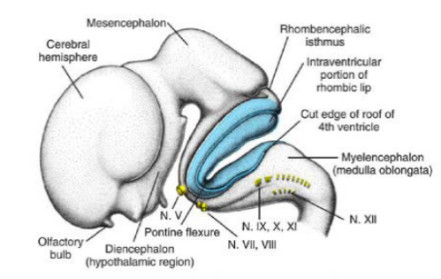 Mesencephalon
Cerebral
hemisphere
Rhombencephalic
isthmus
Intraventricular
portion of
rhombic lip
Cut edge of roof of
4th ventricle
Myelencephalon
(medulla oblongata)
N. XII
N. IX, X, XI
N. VII, VIII
N. V
Pontine flexure
Olfactory
bulb
Diencephalon
(hypothalamic region)